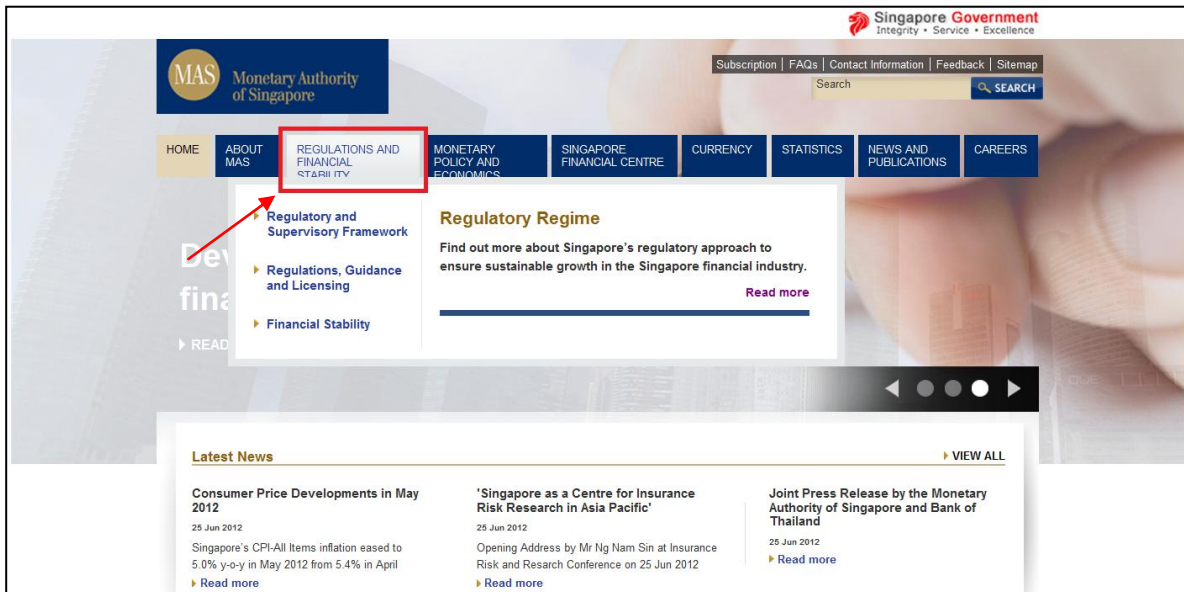 Singapore Government
Integrity • Service • Excellence
MAS
Monetary Authority
of Singapore
Subscription | FAQs | Contact Information | Feedback | Sitemap
Search
SEARCH
HOME
ABOUT
MAS
REGULATIONS AND
FINANCIAL
STABILITY
MONETARY
POLICY AND
ECONOMICS
SINGAPORE
FINANCIAL CENTRE
CURRENCY
STATISTICS
NEWS AND
PUBLICATIONS
CAREERS
Regulatory and
Supervisory Framework
Regulations, Guidance
and Licensing
Financial Stability
Regulatory Regime
Find out more about Singapore's regulatory approach to
ensure sustainable growth in the Singapore financial industry.
Read more
De
fina
READ
Latest News
VIEW ALL
Consumer Price Developments in May
2012
25 Jun 2012
Singapore's CPI-All Items inflation eased to
5.0% y-o-y in May 2012 from 5.4% in April
Read more
'Singapore as a Centre for Insurance
Risk Research in Asia Pacific'
25 Jun 2012
Opening Address by Mr Ng Nam Sin at Insurance
Risk and Resarch Conference on 25 Jun 2012
Read more
Joint Press Release by the Monetary
Authority of Singapore and Bank of
Thailand
25 Jun 2012
Read more